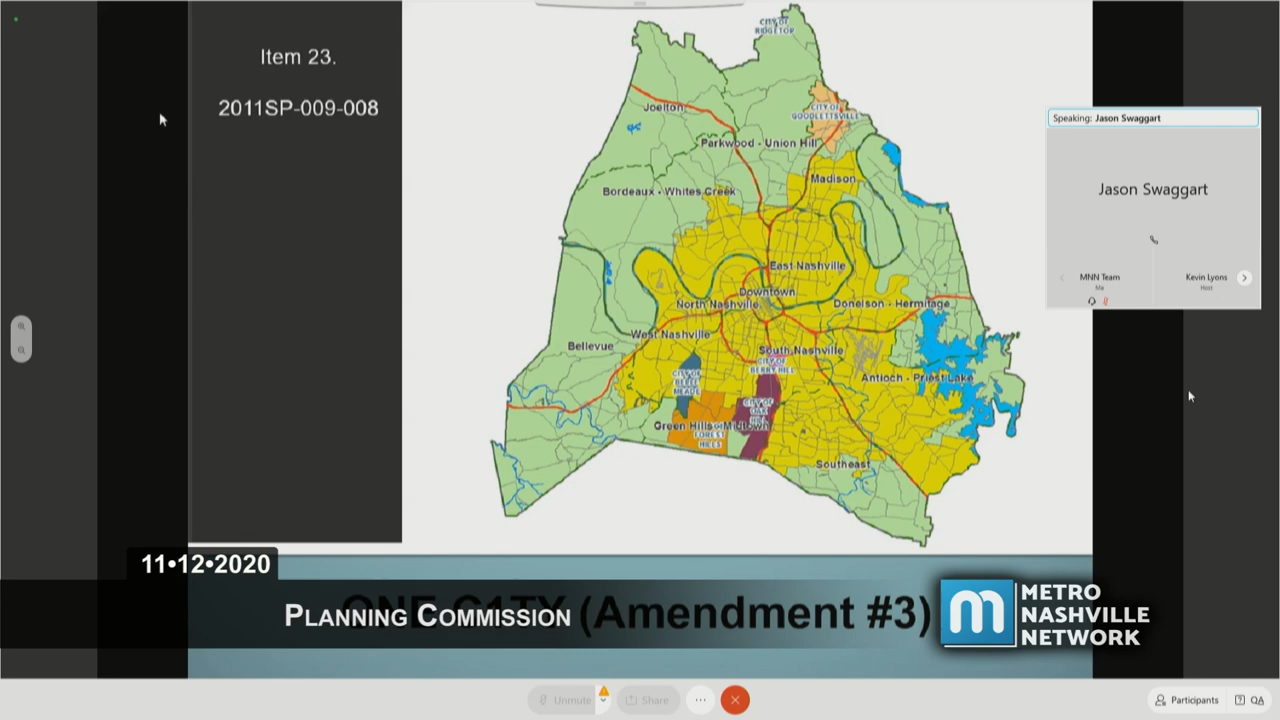 Item 23.
2011SP-009-008
CITY OF
RIDGETOP
Joelton
CITY OF
GOODLETTSVILLE
Parkwood - Union Hill
Madison
Bordeaux - Whites Creek
East Nashville
Downtown
North Nashville
Donelson - Hermitage
West Nashville
Bellevue
South Nashville
CITY OF
BERRY HILL
CITY OF
BELLE
MEADE
Antioch - Priest Lake
CITY OF
OAK
HILL
Green Hills
FOREST
HILLS
Southeast
Speaking: Jason Swaggart
Jason Swaggart
MNN Team
Me
Kevin Lyons
Host
11•12•2020
PLANNING COMMISSION
(Amendment #3)
m
METRO
NASHVILLE
NETWORK
Unmute
Share
Participants
QA